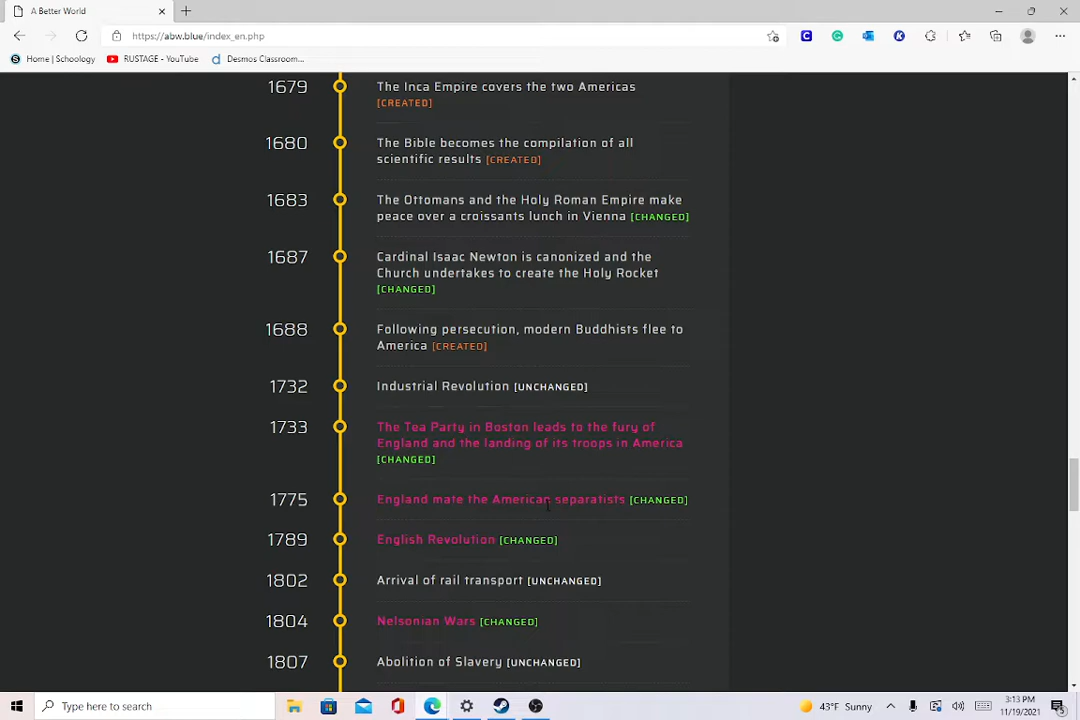 A Better World
https://abw.blue/index_en.php
Home | Schoology
RUSTAGE - YouTube
Desmos Classroom...
1679
The Inca Empire covers the two Americas
[CREATED]
1680
The Bible becomes the compilation of all
scientific results [CREATED]
1683
The Ottomans and the Holy Roman Empire make
peace over a croissants lunch in Vienna [CHANGED]
1687
Cardinal Isaac Newton is canonized and the
Church undertakes to create the Holy Rocket
[CHANGED]
1688
Following persecution, modern Buddhists flee to
America [CREATED]
1732
Industrial Revolution [UNCHANGED]
1733
The Tea Party in Boston leads to the fury of
England and the landing of its troops in America
[CHANGED]
1775
England mate the American separatists [CHANGED]
1789
English Revolution [CHANGED]
1802
Arrival of rail transport [UNCHANGED]
1804
Nelsonian Wars [CHANGED]
1807
Abolition of Slavery [UNCHANGED]
Type here to search
43°F Sunny
3:13 PM
11/19/2021